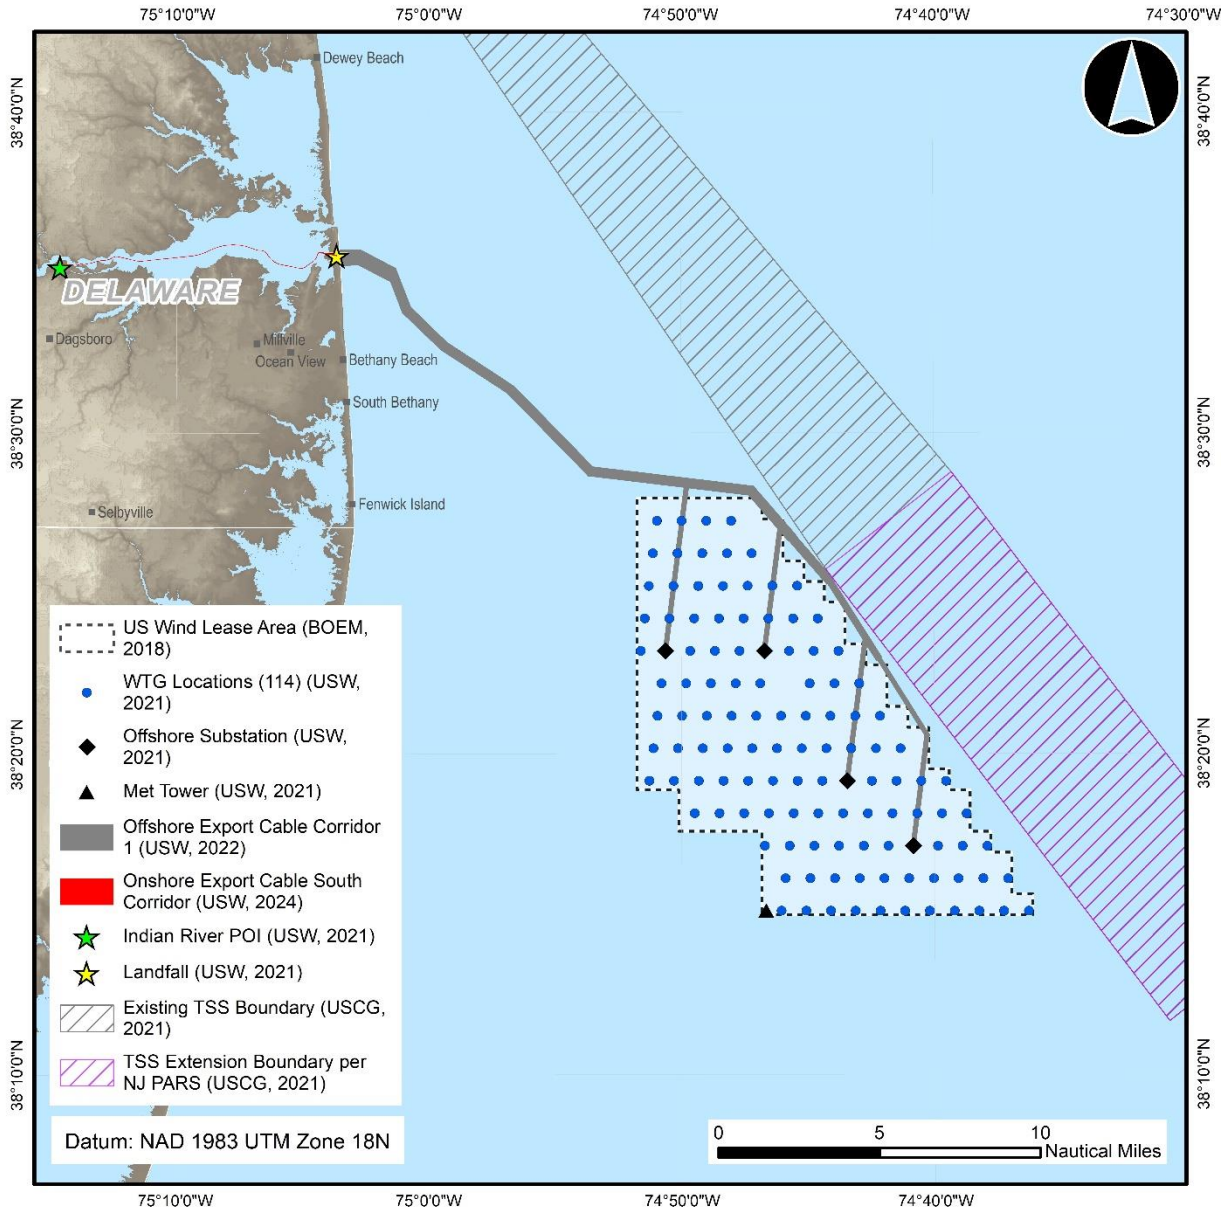 75°10'0"W
75°0'0"W
74°50'0"W
74°40'0"W
74°30'0"W
38°40'0"N
38°40'0"N
Dewey Beach
DELAWARE
Dagsboro
Millville
Ocean View
Bethany Beach
South Bethany
38°30'0"N
38°30'0"N
Selbyville
Fenwick Island
US Wind Lease Area (BOEM,
2018)
WTG Locations (114) (USW,
2021)
Offshore Substation (USW,
2021)
Met Tower (USW, 2021)
Offshore Export Cable Corridor
1 (USW, 2022)
Onshore Export Cable South
Corridor (USW, 2024)
Indian River POI (USW, 2021)
Landfall (USW, 2021)
Existing TSS Boundary (USCG,
2021)
TSS Extension Boundary per
NJ PARS (USCG, 2021)
38°20'0"N
38°20'0"N
38°10'0"N
38°10'0"N
Datum: NAD 1983 UTM Zone 18N
0 5 10
Nautical Miles
75°10'0"W
75°0'0"W
74°50'0"W
74°40'0"W